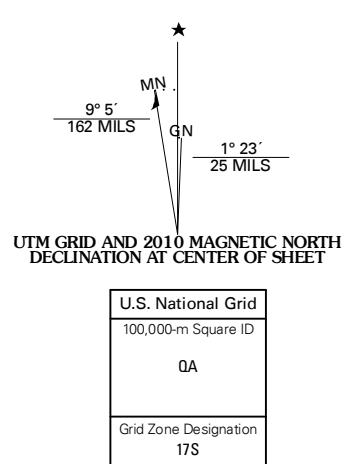 ★
MN
9° 5´
162 MILS
GN
1° 23´
25 MILS
UTM GRID AND 2010 MAGNETIC NORTH
DECLINATION AT CENTER OF SHEET
U.S. National Grid
100,000-m Square ID
QA
Grid Zone Designation
17S